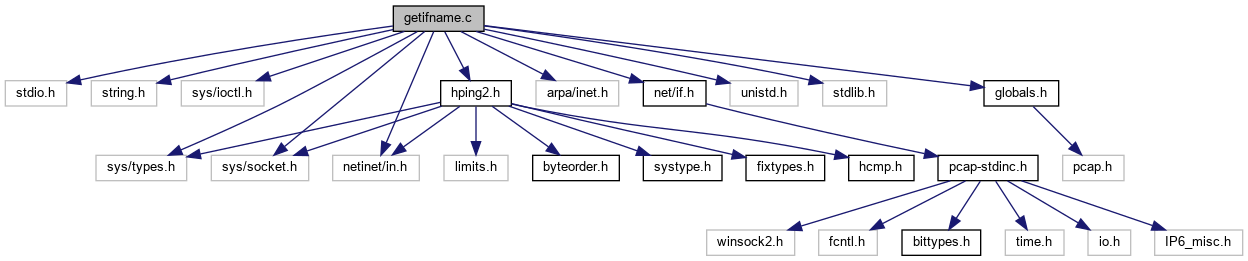 getifname.c
stdio.h
string.h
sys/ioctl.h
hping2.h
arpa/inet.h
net/if.h
unistd.h
stdlib.h
globals.h
sys/types.h
sys/socket.h
netinet/in.h
limits.h
byteorder.h
systype.h
fixtypes.h
hcmp.h
pcap-stdinc.h
pcap.h
winsock2.h
fcntl.h
bittypes.h
time.h
io.h
IP6_misc.h